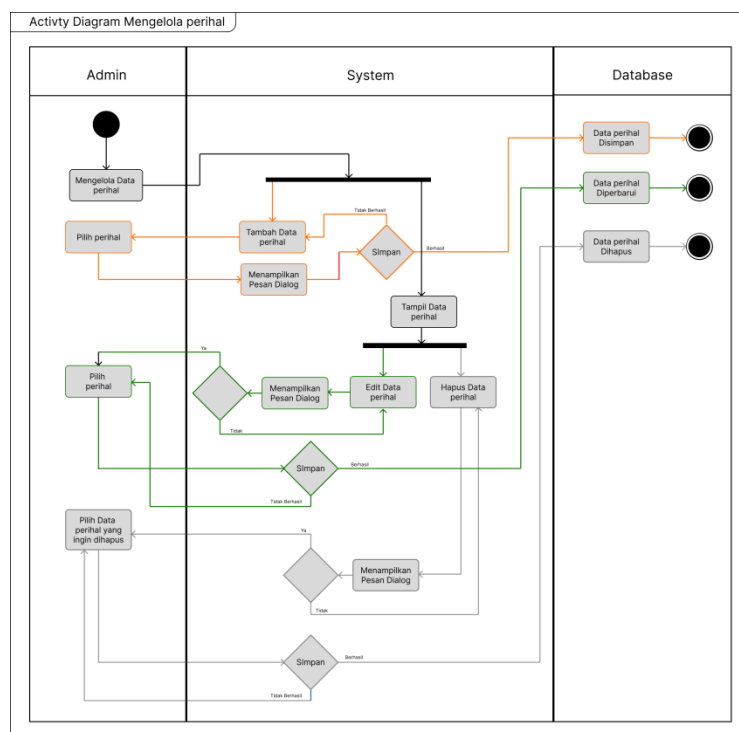 Activty Diagram Mengelola perihal
Admin
System
Database
Data perihal
Disimpan
Mengelola Data
perihal
Data perihal
Diperbarui
Tidak Berhasil
Pilih perihal
Tambah Data
perihal
SImpan
Berhasil
Data perihal
Dihapus
Menampilkan
Pesan Dialog
Tampil Data
perihal
Ya
Pilih
perihal
Menampilkan
Pesan Dialog
Edit Data
perihal
Hapus Data
perihal
Tidak
SImpan
Berhasil
Tidak Berhasil
Pilih Data
perihal yang
ingin dihapus
Ya
Menampilkan
Pesan Dialog
Tidak
SImpan
Berhasil
Tidak Berhasil